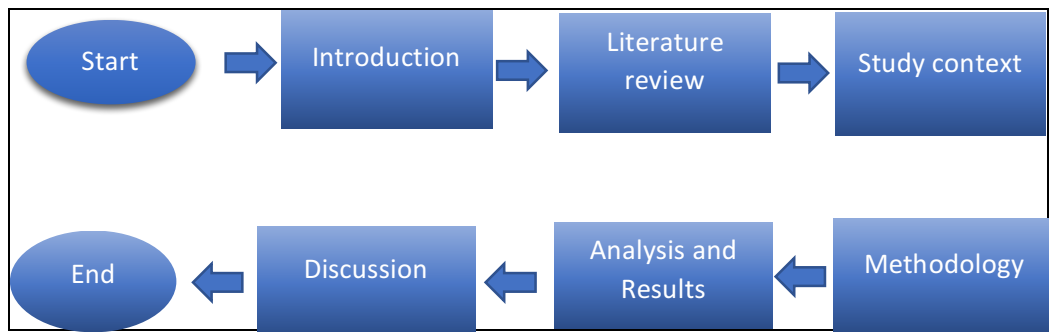 Start
Introduction
Literature
review
Study context
Methodology
Analysis and
Results
Discussion
End